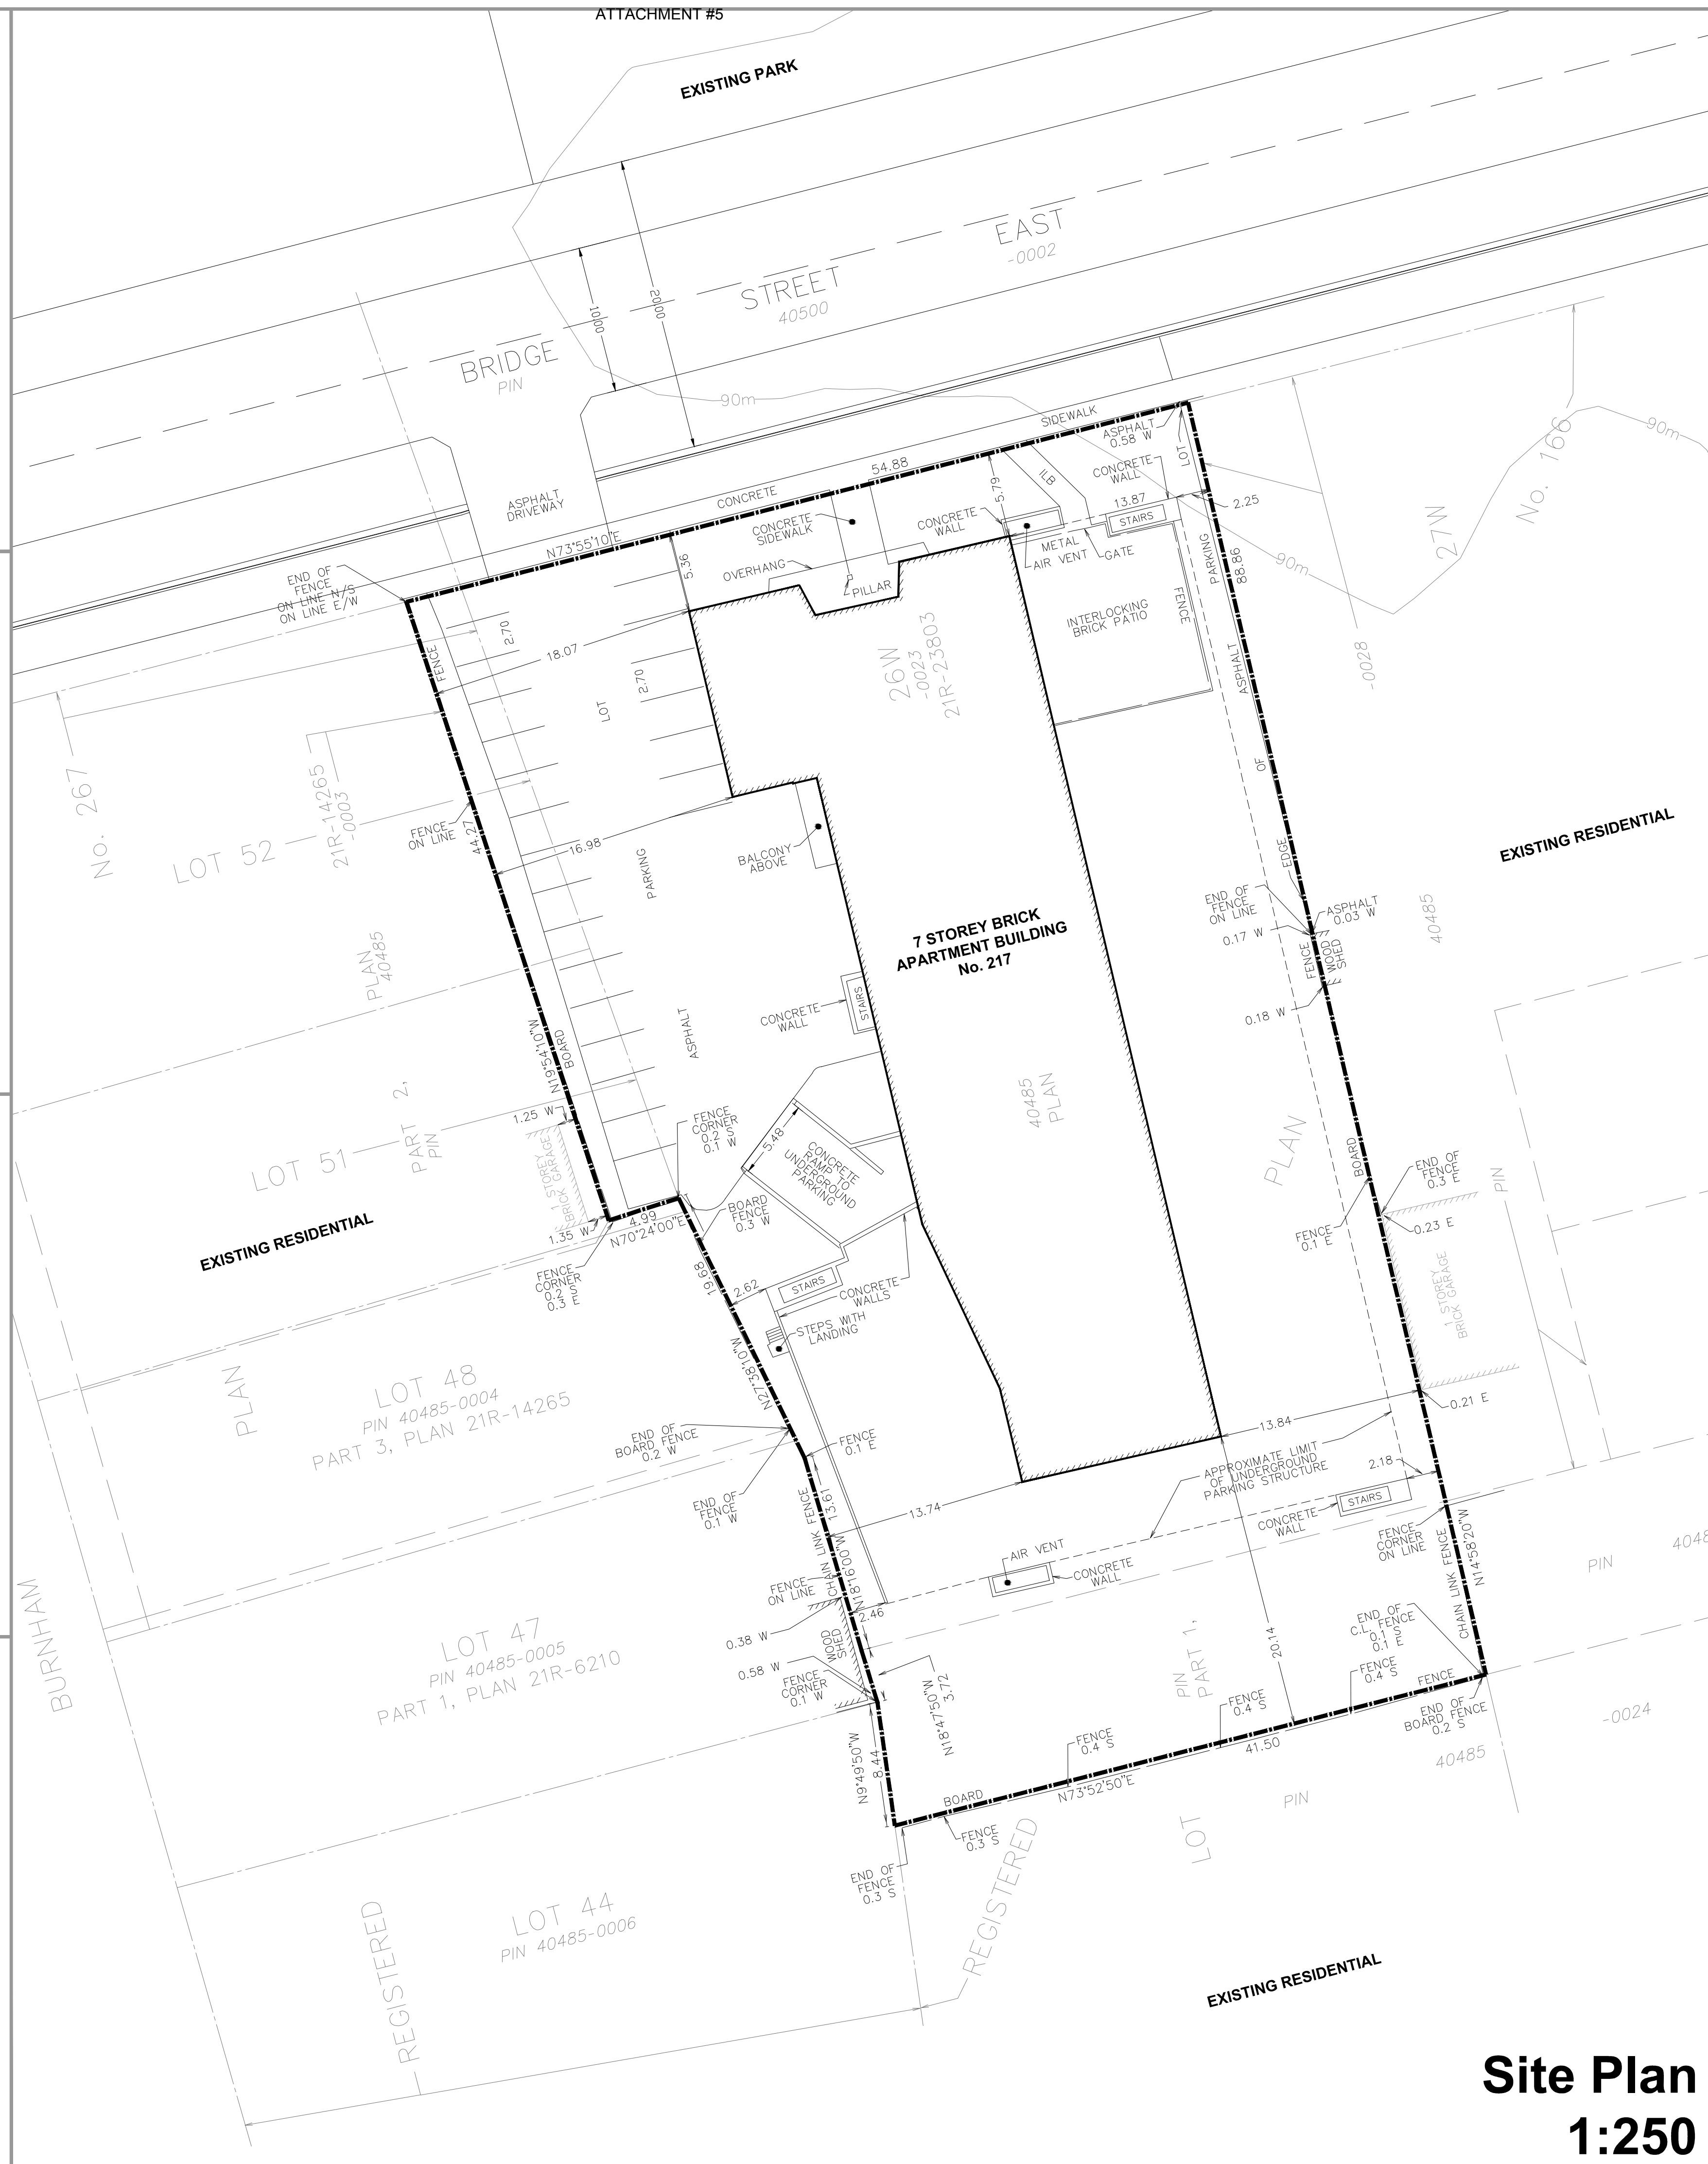 ATTACHMENT #5
EXISTING PARK
EAST
-0002
STREET
40500
BRIDGE
PIN
1000
2000
90m
SIDEWALK
ASPHALT
0.58 W
54.88
CONCRETE
N73°55'10"E
ASPHALT
DRIVEWAY
CONCRETE
SIDEWALK
5.79
ILB
CONCRETE
WALL
LOT
13.87
2.25
STAIRS
CONCRETE
WALL
METAL
GATE
AIR VENT
OVERHANG
PILLAR
5.36
END OF
FENCE
ON LINE N/S
ON LINE E/W
FENCE
2.70
18.07
2.70
LOT
26W
-0023
21R-23803
INTERLOCKING
BRICK PATIO
FENCE
PARKING
88.86
90m
90m
27W
No. 166
-0028
ASPHALT
OF
EDGE
No. 267
LOT 52
21R-14265
-0003
FENCE
ON LINE
44.27
16.98
PARKING
BALCONY
ABOVE
EXISTING RESIDENTIAL
7 STOREY BRICK
APARTMENT BUILDING
No. 217
END OF
FENCE
ON LINE
ASPHALT
0.03 W
0.17 W
FENCE
WOOD
SHED
0.18 W
40485
PLAN
40485
CONCRETE
WALL
STAIRS
ASPHALT
N19°54'10"W
BOARD
1.25 W
PART 2,
PIN
LOT 51
1 STOREY
BRICK GARAGE
FENCE
CORNER
0.2 S
0.1 W
5.48
CONCRETE
RAMP TO
UNDERGROUND
PARKING
40485
PLAN
PLAN
BOARD
END OF
FENCE
0.3 E
PIN
0.23 E
FENCE
0.1 E
1 STOREY
BRICK GARAGE
BOARD
FENCE
0.3 W
4.99
N70°24'00"E
1.35 W
EXISTING RESIDENTIAL
FENCE
CORNER
0.2 S
0.3 E
19.68
2.62
STAIRS
CONCRETE
WALLS
STEPS WITH
LANDING
N27°38'10"W
LOT 48
PIN 40485-0004
PART 3, PLAN 21R-14265
PLAN
END OF
BOARD FENCE
0.2 W
FENCE
0.1 E
13.84
0.21 E
APPROXIMATE LIMIT
OF UNDERGROUND
PARKING STRUCTURE
2.18
STAIRS
CONCRETE
WALL
END OF
FENCE
0.1 W
13.61
13.74
CHAIN LINK FENCE
N18°16'00"W
FENCE
ON LINE
AIR VENT
CONCRETE
WALL
FENCE
CORNER
ON LINE
CHAIN LINK FENCE
N14°58'20"W
PIN
BURNHAM
2.46
0.38 W
WOOD
SHED
0.58 W
FENCE
CORNER
0.1 W
LOT 47
PIN 40485-0005
PART 1, PLAN 21R-6210
END OF
C.L. FENCE
0.1 S
0.1 E
PIN
PART 1,
20.14
FENCE
0.4 S
FENCE
FENCE
0.4 S
END OF
BOARD FENCE
0.2 S
N18°47'50"W
3.72
N9°49'50"W
8.44
FENCE
0.4 S
41.50
N73°52'50"E
BOARD
FENCE
0.3 S
-0024
40485
PIN
LOT
END OF
FENCE
0.3 S
LOT 44
PIN 40485-0006
REGISTERED
REGISTERED
EXISTING RESIDENTIAL
Site Plan
1:250